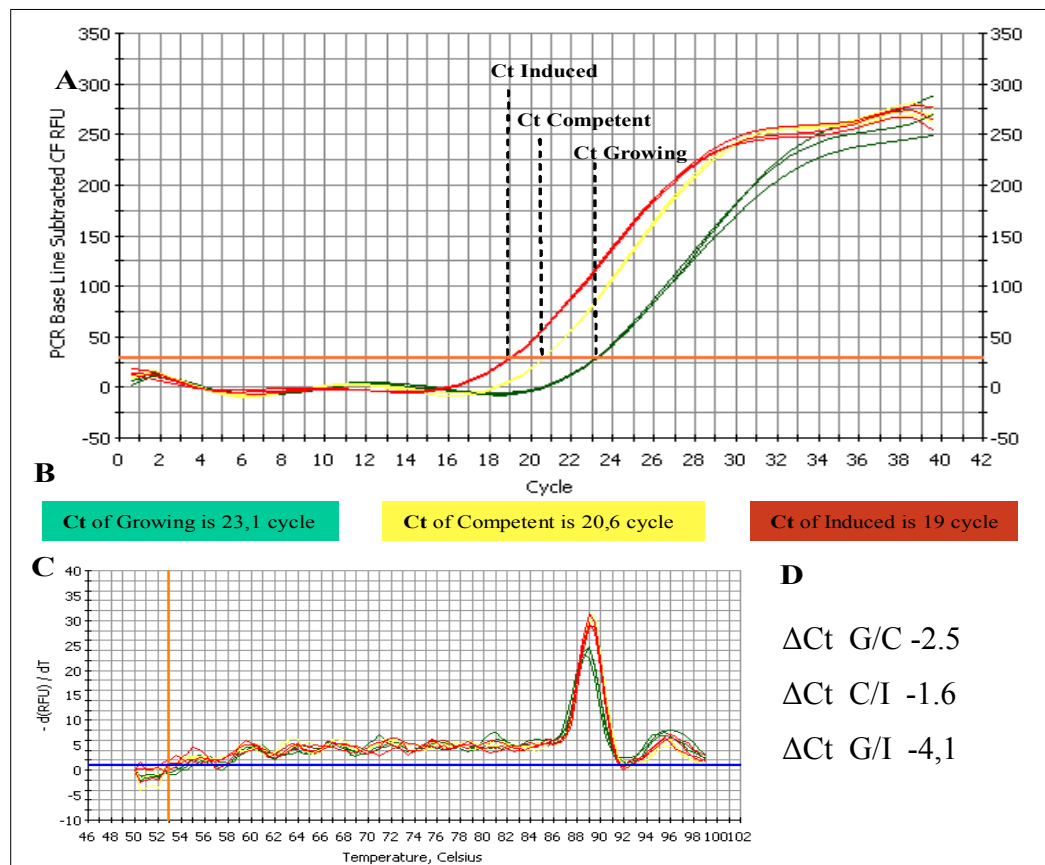 A
Ct Induced
Ct Competent
Ct Growing
350 350
300 300
250 250
200 200
150 150
100 100
50 50
0 0
-50 -50
PCR Base Line Subtracted CF RFU
0 2 4 6 8 10 12 14 16 18 20 22 24 26 28 30 32 34 36 38 40 42
Cycle
B
Ct of Growing is 23,1 cycle
Ct of Competent is 20,6 cycle
Ct of Induced is 19 cycle
C
40
35
30
25
20
15
10
5
0
-5
-10
- d(RFU) / dT
46 48 50 52 54 56 58 60 62 64 66 68 70 72 74 76 78 80 82 84 86 88 90 92 94 96 98 100 102
Temperature, Celsius
D
ΔCt G/C -2.5
ΔCt C/I -1.6
ΔCt G/I -4,1